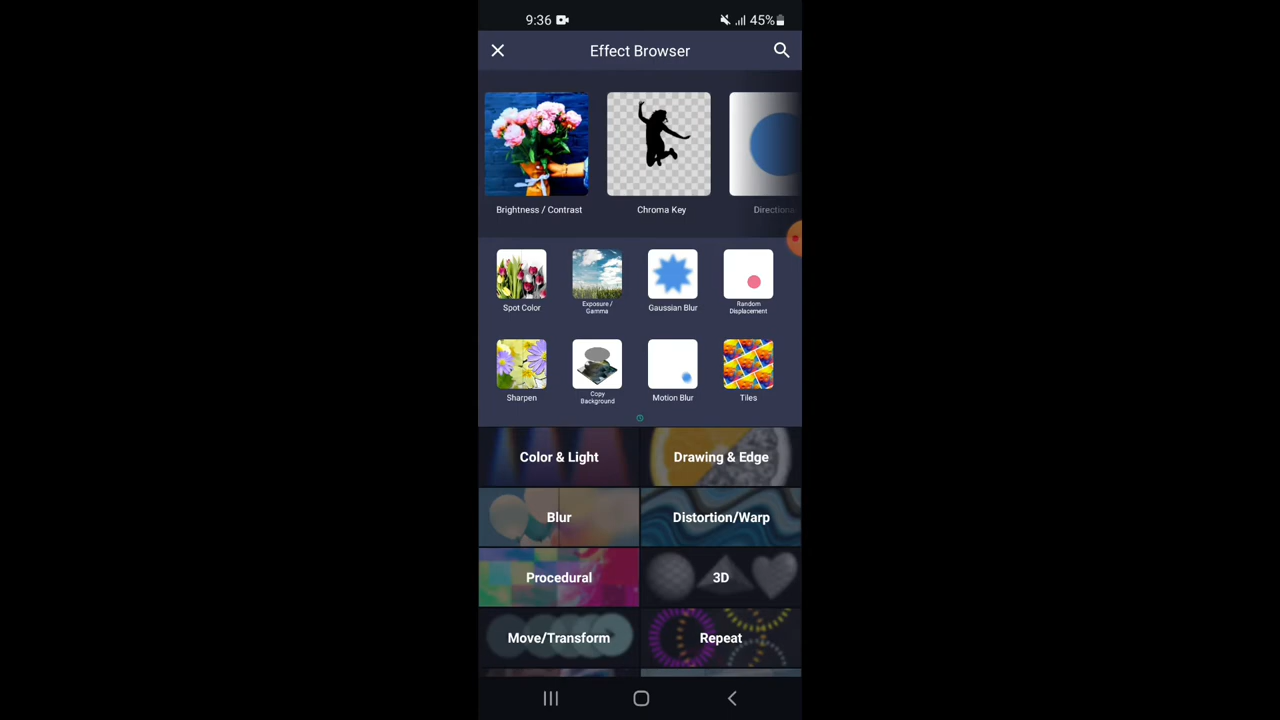 9:36
45%
Effect Browser
Brightness / Contrast
Chroma Key
Directiona
Spot Color
Exposure /
Gamma
Gaussian Blur
Random
Displacement
Sharpen
Copy
Background
Motion Blur
Tiles
Color & Light
Drawing & Edge
Blur
Distortion/Warp
Procedural
3D
Move/Transform
Repeat